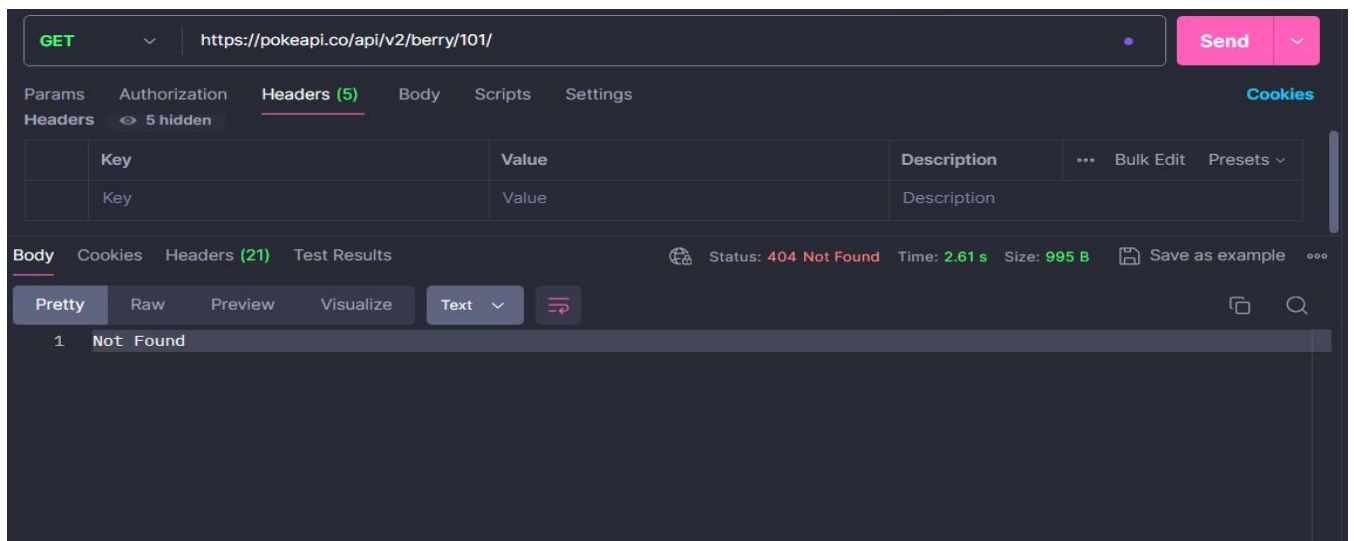 GET https://pokeapi.co/api/v2/berry/101/ Send
Params Authorization Headers (5) Body Scripts Settings Cookies
Headers 5 hidden
Key Value Description Bulk Edit Presets
Key Value Description
Body Cookies Headers (21) Test Results Status: 404 Not Found Time: 2.61 s Size: 995 B Save as example
Pretty Raw Preview Visualize Text
1 Not Found